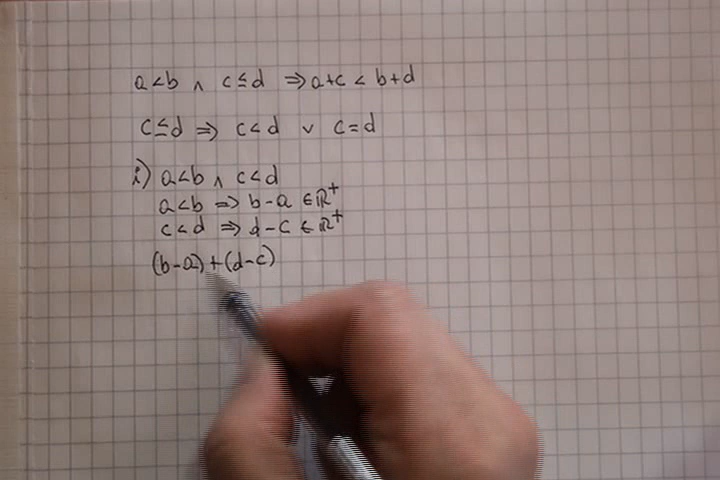 a<b ∧ c≤d ⇒ a+c < b+d
c≤d ⇒ c<d ∨ c=d
i) a<b ∧ c<d
a<b ⇒ b-a ∈ ℝ⁺
c<d ⇒ d-c ∈ ℝ⁺
(b-a)+(d-c)